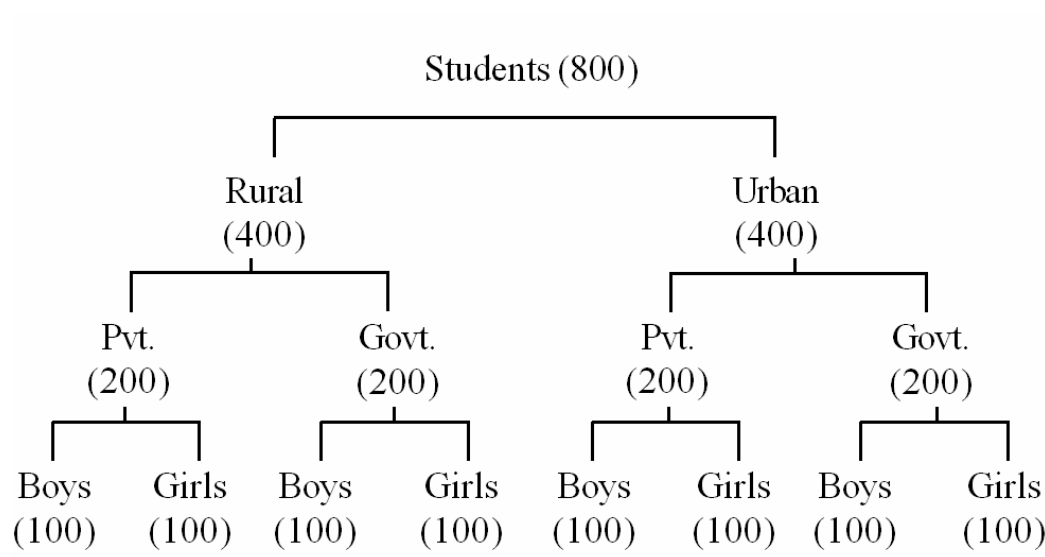 Students (800)
Rural Urban
(400) (400)
Pvt. Govt. Pvt. Govt.
(200) (200) (200) (200)
Boys Girls Boys Girls Boys Girls Boys Girls
(100) (100) (100) (100) (100) (100) (100) (100)